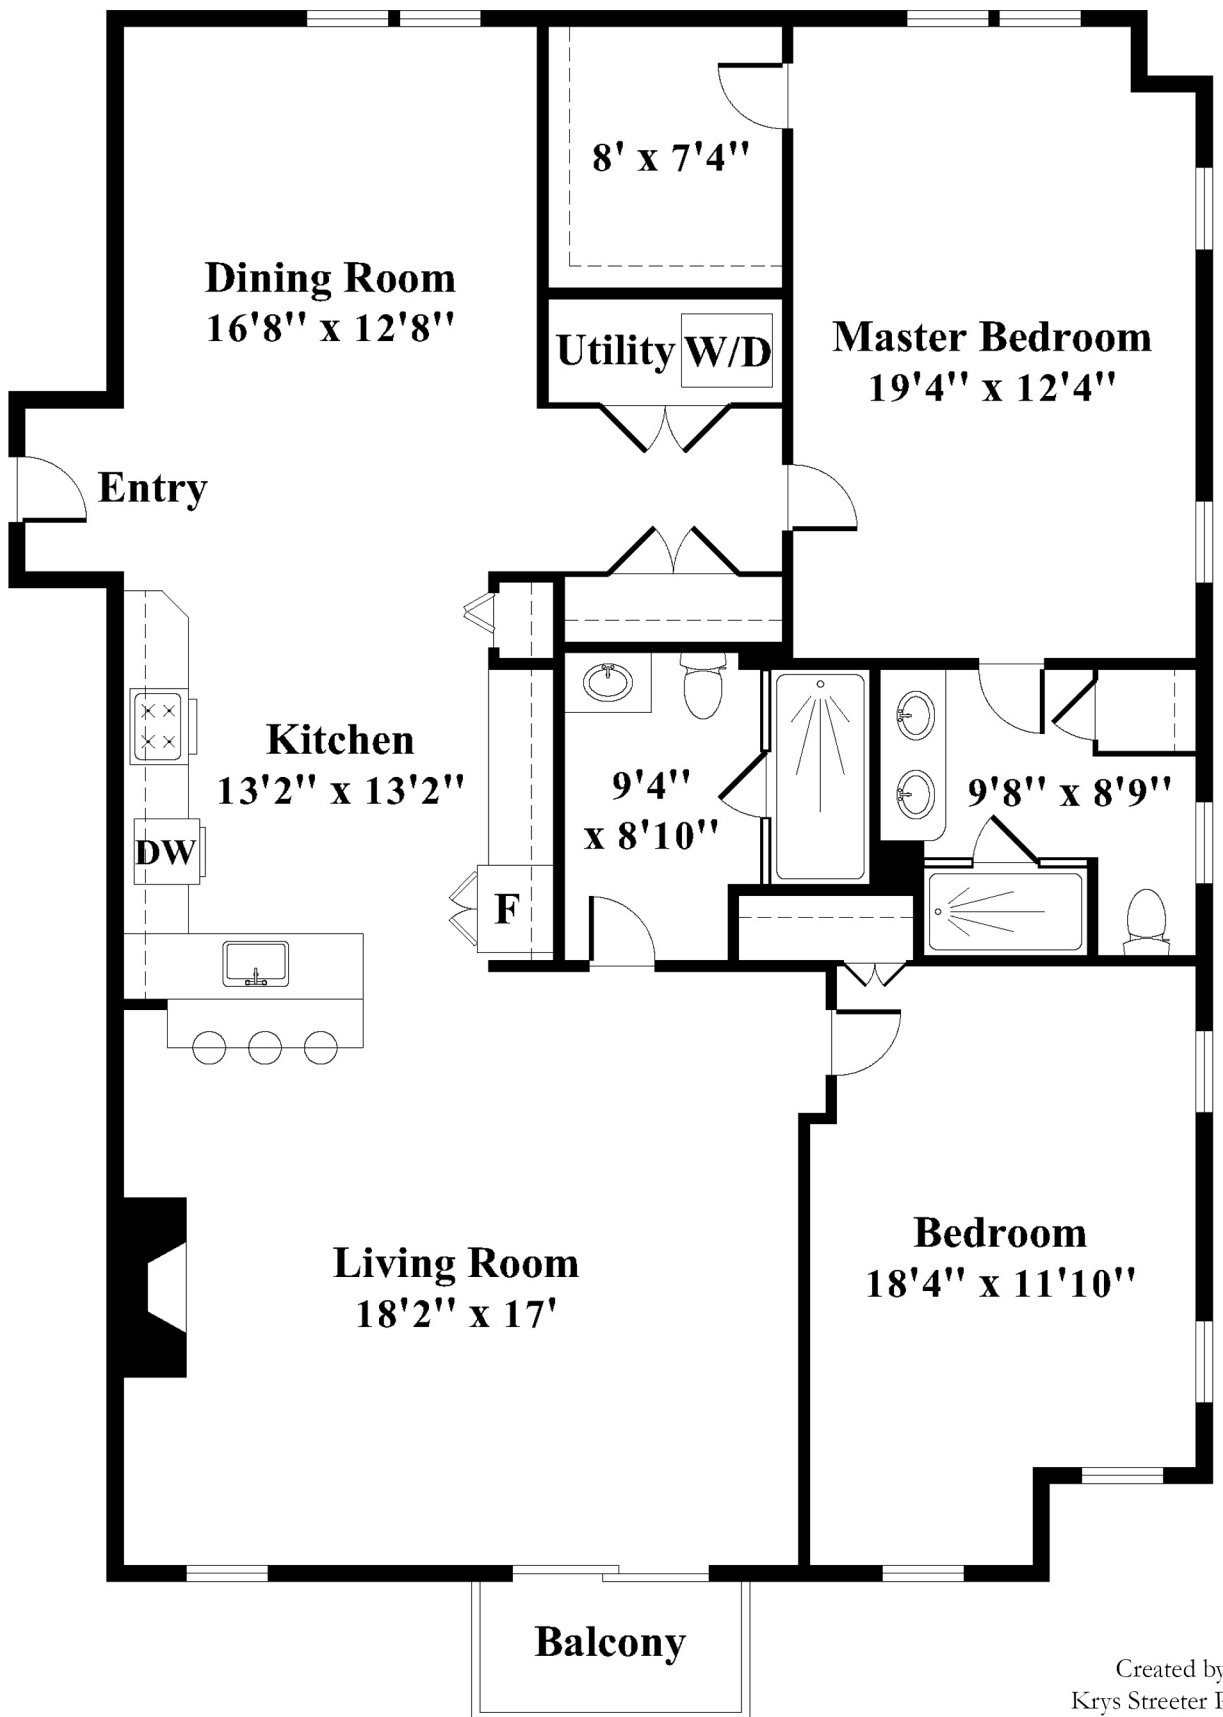 8' x 7'4"
Dining Room
16'8" x 12'8"
Utility W/D
Master Bedroom
19'4" x 12'4"
Entry
Kitchen
13'2" x 13'2"
9'4"
x 8'10"
9'8" x 8'9"
DW
F
Living Room
18'2" x 17'
Bedroom
18'4" x 11'10"
Balcony
Created by
Krys Streeter